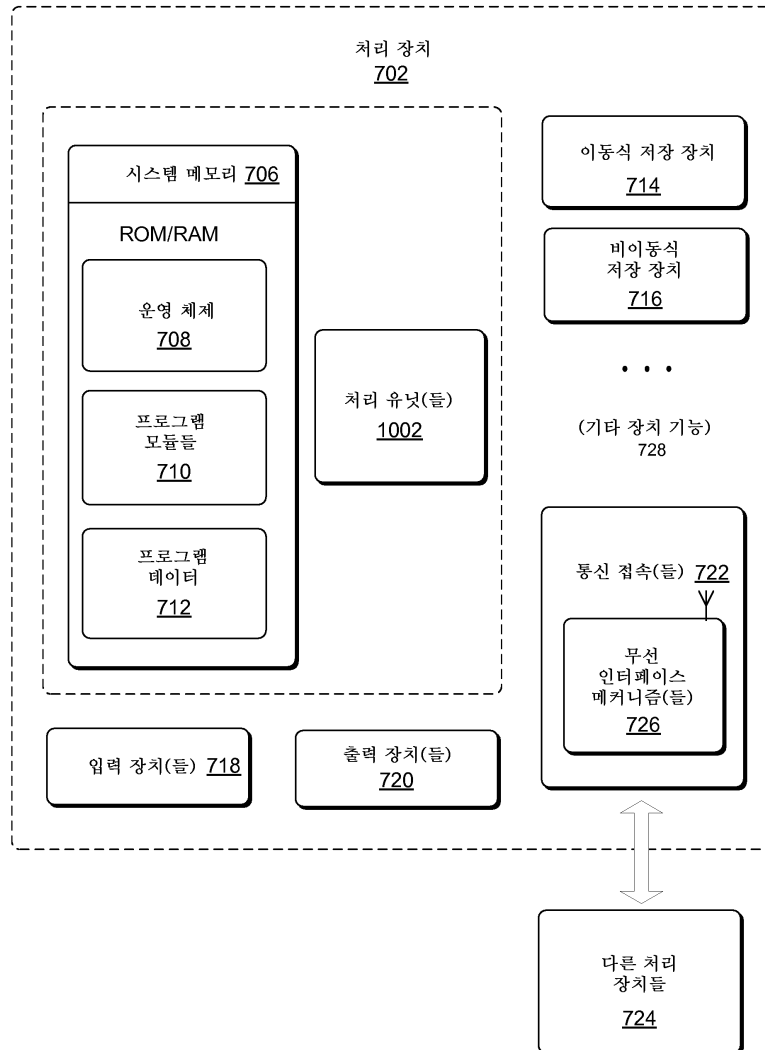 처리 장치
702
시스템 메모리 706
ROM/RAM
운영 체제
708
프로그램
모듈들
710
프로그램
데이터
712
처리 유닛(들)
1002
이동식 저장 장치
714
비이동식
저장 장치
716
(기타 장치 기능)
728
통신 접속(들) 722
무선
인터페이스
메커니즘(들)
726
입력 장치(들) 718
출력 장치(들)
720
다른 처리
장치들
724